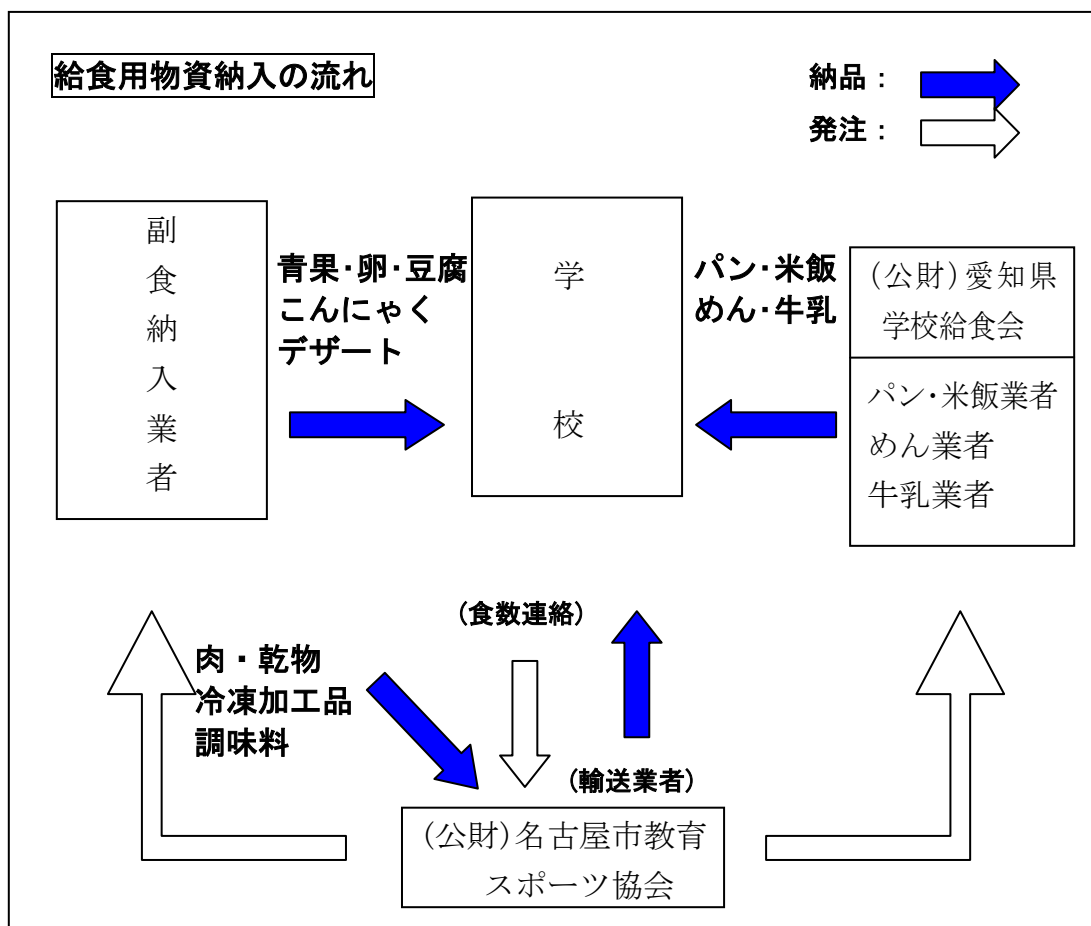 給食用物資納入の流れ
納品：
発注：
副食納入業者
青果･卵･豆腐
こんにゃく
デザート
学校
パン･米飯
めん･牛乳
(公財)愛知県
学校給食会
パン･米飯業者
めん業者
牛乳業者
(食数連絡)
肉・乾物
冷凍加工品
調味料
(輸送業者)
(公財)名古屋市教育
スポーツ協会